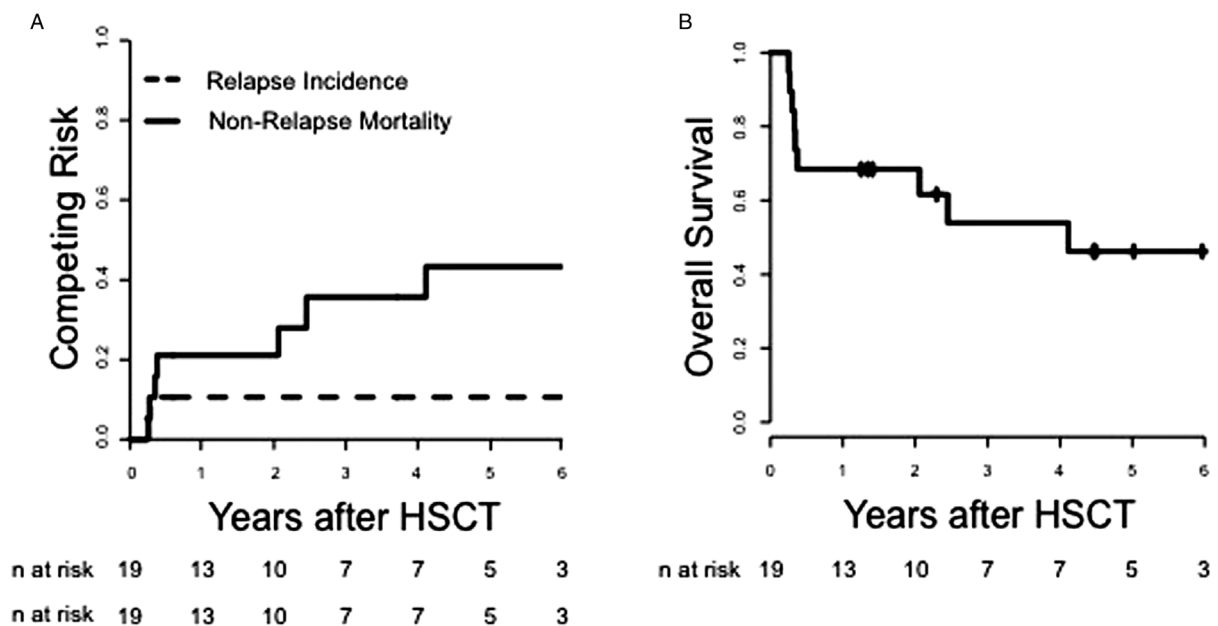 A
Competing Risk
1.0
0.8
0.6
0.4
0.2
0.0
Relapse Incidence
Non-Relapse Mortality
0 1 2 3 4 5 6
Years after HSCT
n at risk 19 13 10 7 7 5 3
n at risk 19 13 10 7 7 5 3
B
Overall Survival
1.0
0.8
0.6
0.4
0.2
0.0
0 1 2 3 4 5 6
Years after HSCT
n at risk 19 13 10 7 7 5 3